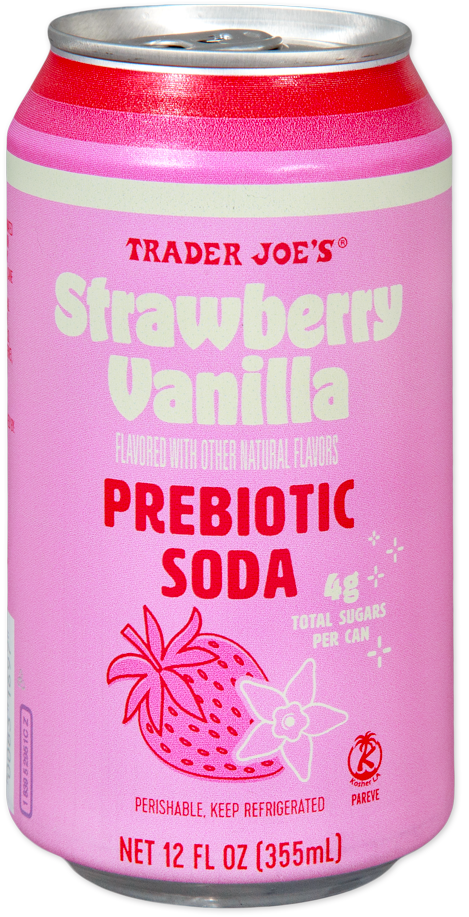 TRADER JOE'S®
Strawberry
Vanilla
FLAVORED WITH OTHER NATURAL FLAVORS
PREBIOTIC
SODA
4g
TOTAL SUGARS
PER CAN
K
Kosher LA
PAREVE
PERISHABLE, KEEP REFRIGERATED
NET 12 FL OZ (355mL)